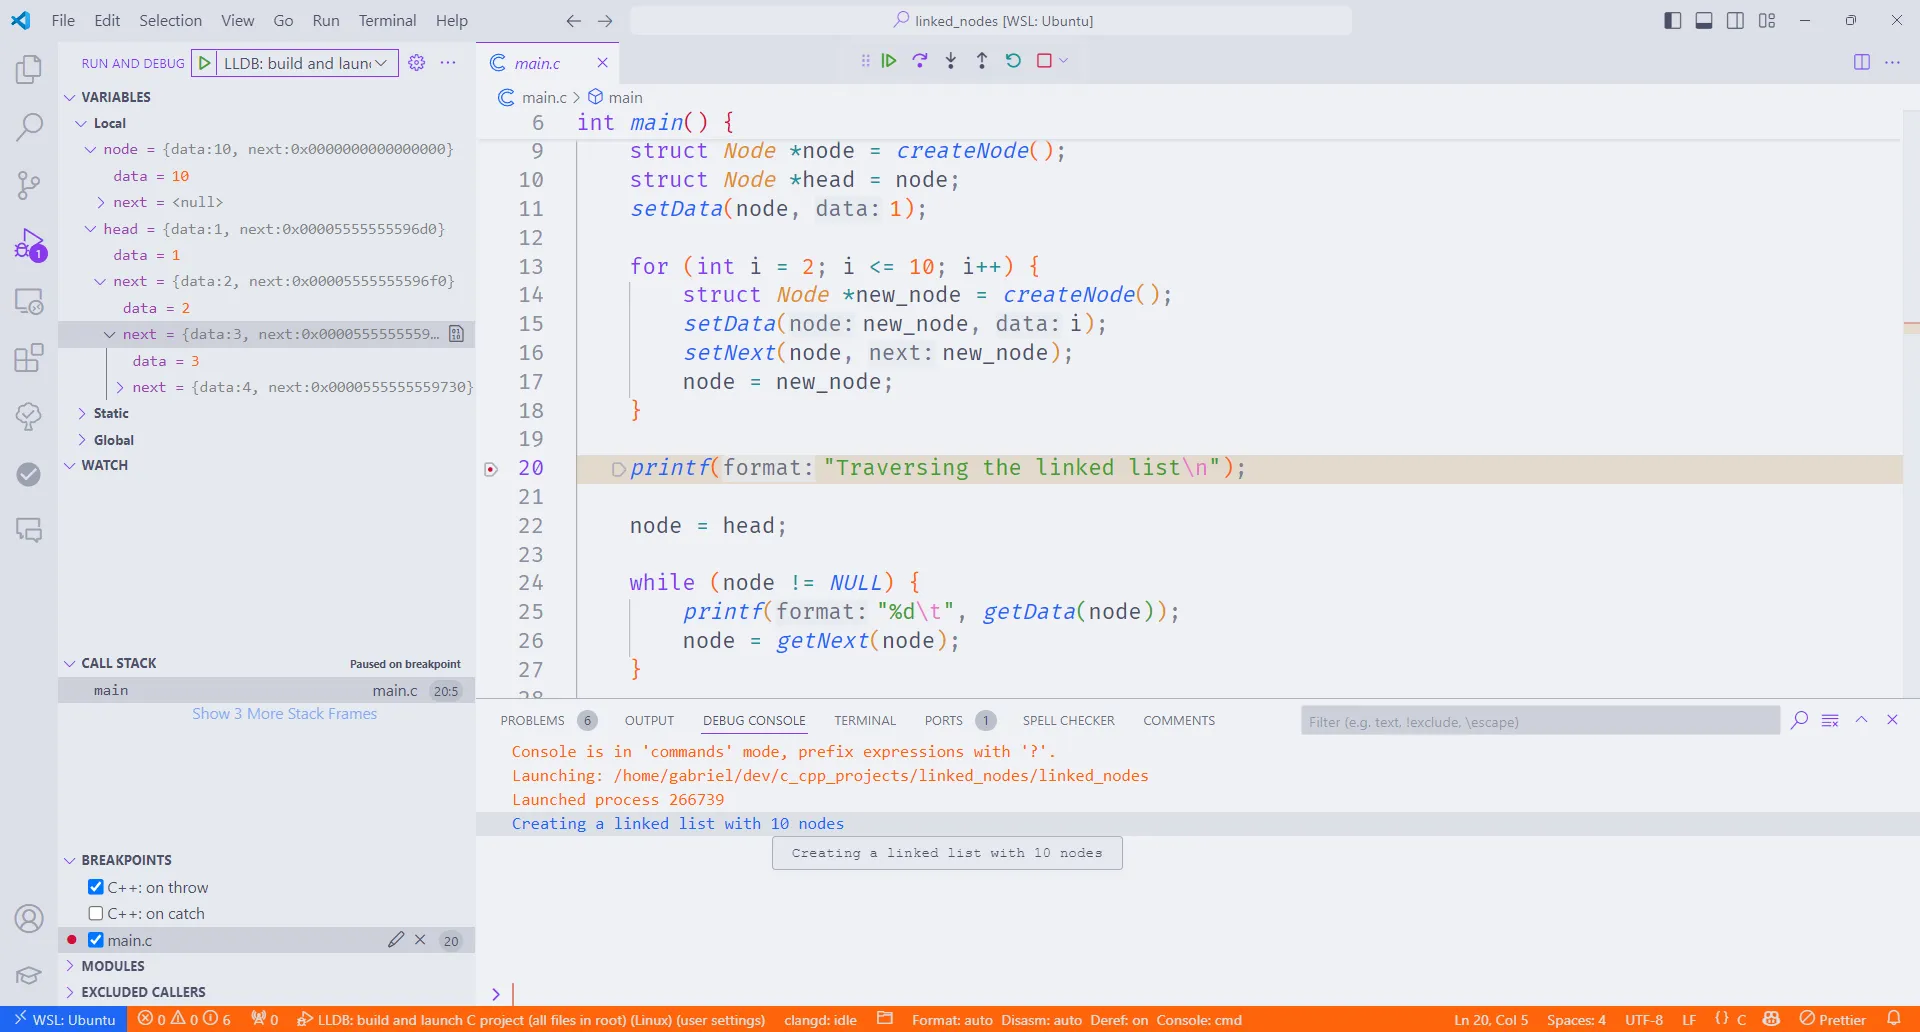 File Edit Selection View Go Run Terminal Help
linked_nodes [WSL: Ubuntu]
RUN AND DEBUG
LLDB: build and laun
VARIABLES
Local
node = {data:10, next:0x0000000000000000}
data = 10
next = <null>
head = {data:1, next:0x00005555555596d0}
data = 1
next = {data:2, next:0x00005555555596f0}
data = 2
next = {data:3, next:0x0000555555559...
data = 3
next = {data:4, next:0x0000555555559730}
Static
Global
WATCH
CALL STACK
Paused on breakpoint
main
main.c 20:5
Show 3 More Stack Frames
BREAKPOINTS
C++: on throw
C++: on catch
main.c
20
MODULES
EXCLUDED CALLERS
1
main.c
main.c > main
6 int main() {
9 struct Node *node = createNode();
10 struct Node *head = node;
11 setData(node, data: 1);
12
13 for (int i = 2; i <= 10; i++) {
14 struct Node *new_node = createNode();
15 setData(node: new_node, data: i);
16 setNext(node, next: new_node);
17 node = new_node;
18 }
19
20 printf(format: "Traversing the linked list\n");
21
22 node = head;
23
24 while (node != NULL) {
25 printf(format: "%d\t", getData(node));
26 node = getNext(node);
27 }
28
PROBLEMS 6 OUTPUT DEBUG CONSOLE TERMINAL PORTS 1 SPELL CHECKER COMMENTS
Filter (e.g. text, !exclude, \escape)
Console is in 'commands' mode, prefix expressions with '?'.
Launching: /home/gabriel/dev/c_cpp_projects/linked_nodes/linked_nodes
Launched process 266739
Creating a linked list with 10 nodes
Creating a linked list with 10 nodes
>
WSL: Ubuntu 0 0 6 0 LLDB: build and launch C project (all files in root) (Linux) (user settings) clangd: idle Format: auto Disasm: auto Deref: on Console: cmd Ln 20, Col 5 Spaces: 4 UTF-8 LF {} C Prettier